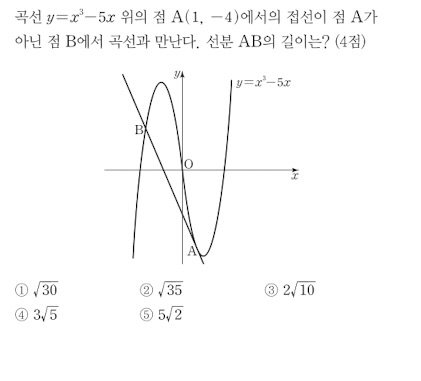 곡선 y=x³−5x 위의 점 A(1, −4)에서의 접선이 점 A가
아닌 점 B에서 곡선과 만난다. 선분 AB의 길이는? (4점)
y
y=x³−5x
B
O
x
A
① √30 ② √35 ③ 2√10
④ 3√5 ⑤ 5√2